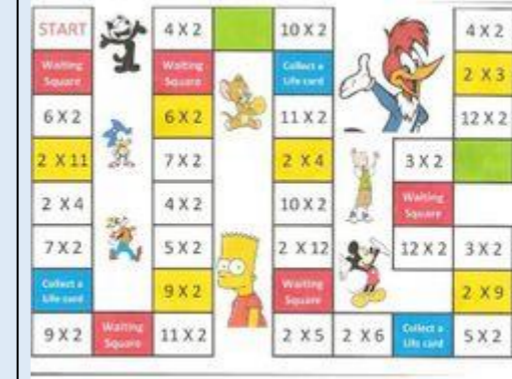 START
4 X 2
10 X 2
4 X 2
Waiting
Square
Waiting
Square
Collect a
Life card
2 X 3
6 X 2
6 X 2
11 X 2
12 X 2
2 X 11
7 X 2
2 X 4
3 X 2
2 X 4
4 X 2
10 X 2
Waiting
Square
7 X 2
5 X 2
2 X 12
12 X 2
3 X 2
Collect a
Life card
9 X 2
Waiting
Square
2 X 9
9 X 2
Waiting
Square
11 X 2
2 X 5
2 X 6
Collect a
Life card
5 X 2